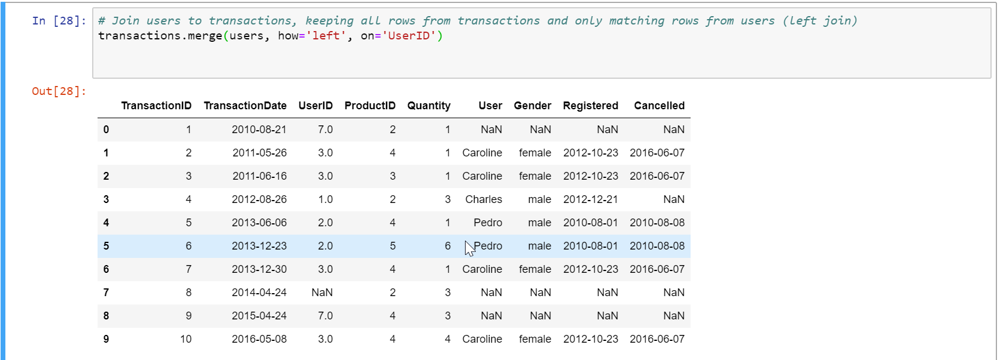 In [28]: # Join users to transactions, keeping all rows from transactions and only matching rows from users (left join)
transactions.merge(users, how='left', on='UserID')
Out[28]:
TransactionID TransactionDate UserID ProductID Quantity User Gender Registered Cancelled
0 1 2010-08-21 7.0 2 1 NaN NaN NaN NaN
1 2 2011-05-26 3.0 4 1 Caroline female 2012-10-23 2016-06-07
2 3 2011-06-16 3.0 3 1 Caroline female 2012-10-23 2016-06-07
3 4 2012-08-26 1.0 2 3 Charles male 2012-12-21 NaN
4 5 2013-06-06 2.0 4 1 Pedro male 2010-08-01 2010-08-08
5 6 2013-12-23 2.0 5 6 Pedro male 2010-08-01 2010-08-08
6 7 2013-12-30 3.0 4 1 Caroline female 2012-10-23 2016-06-07
7 8 2014-04-24 NaN 2 3 NaN NaN NaN NaN
8 9 2015-04-24 7.0 4 3 NaN NaN NaN NaN
9 10 2016-05-08 3.0 4 4 Caroline female 2012-10-23 2016-06-07